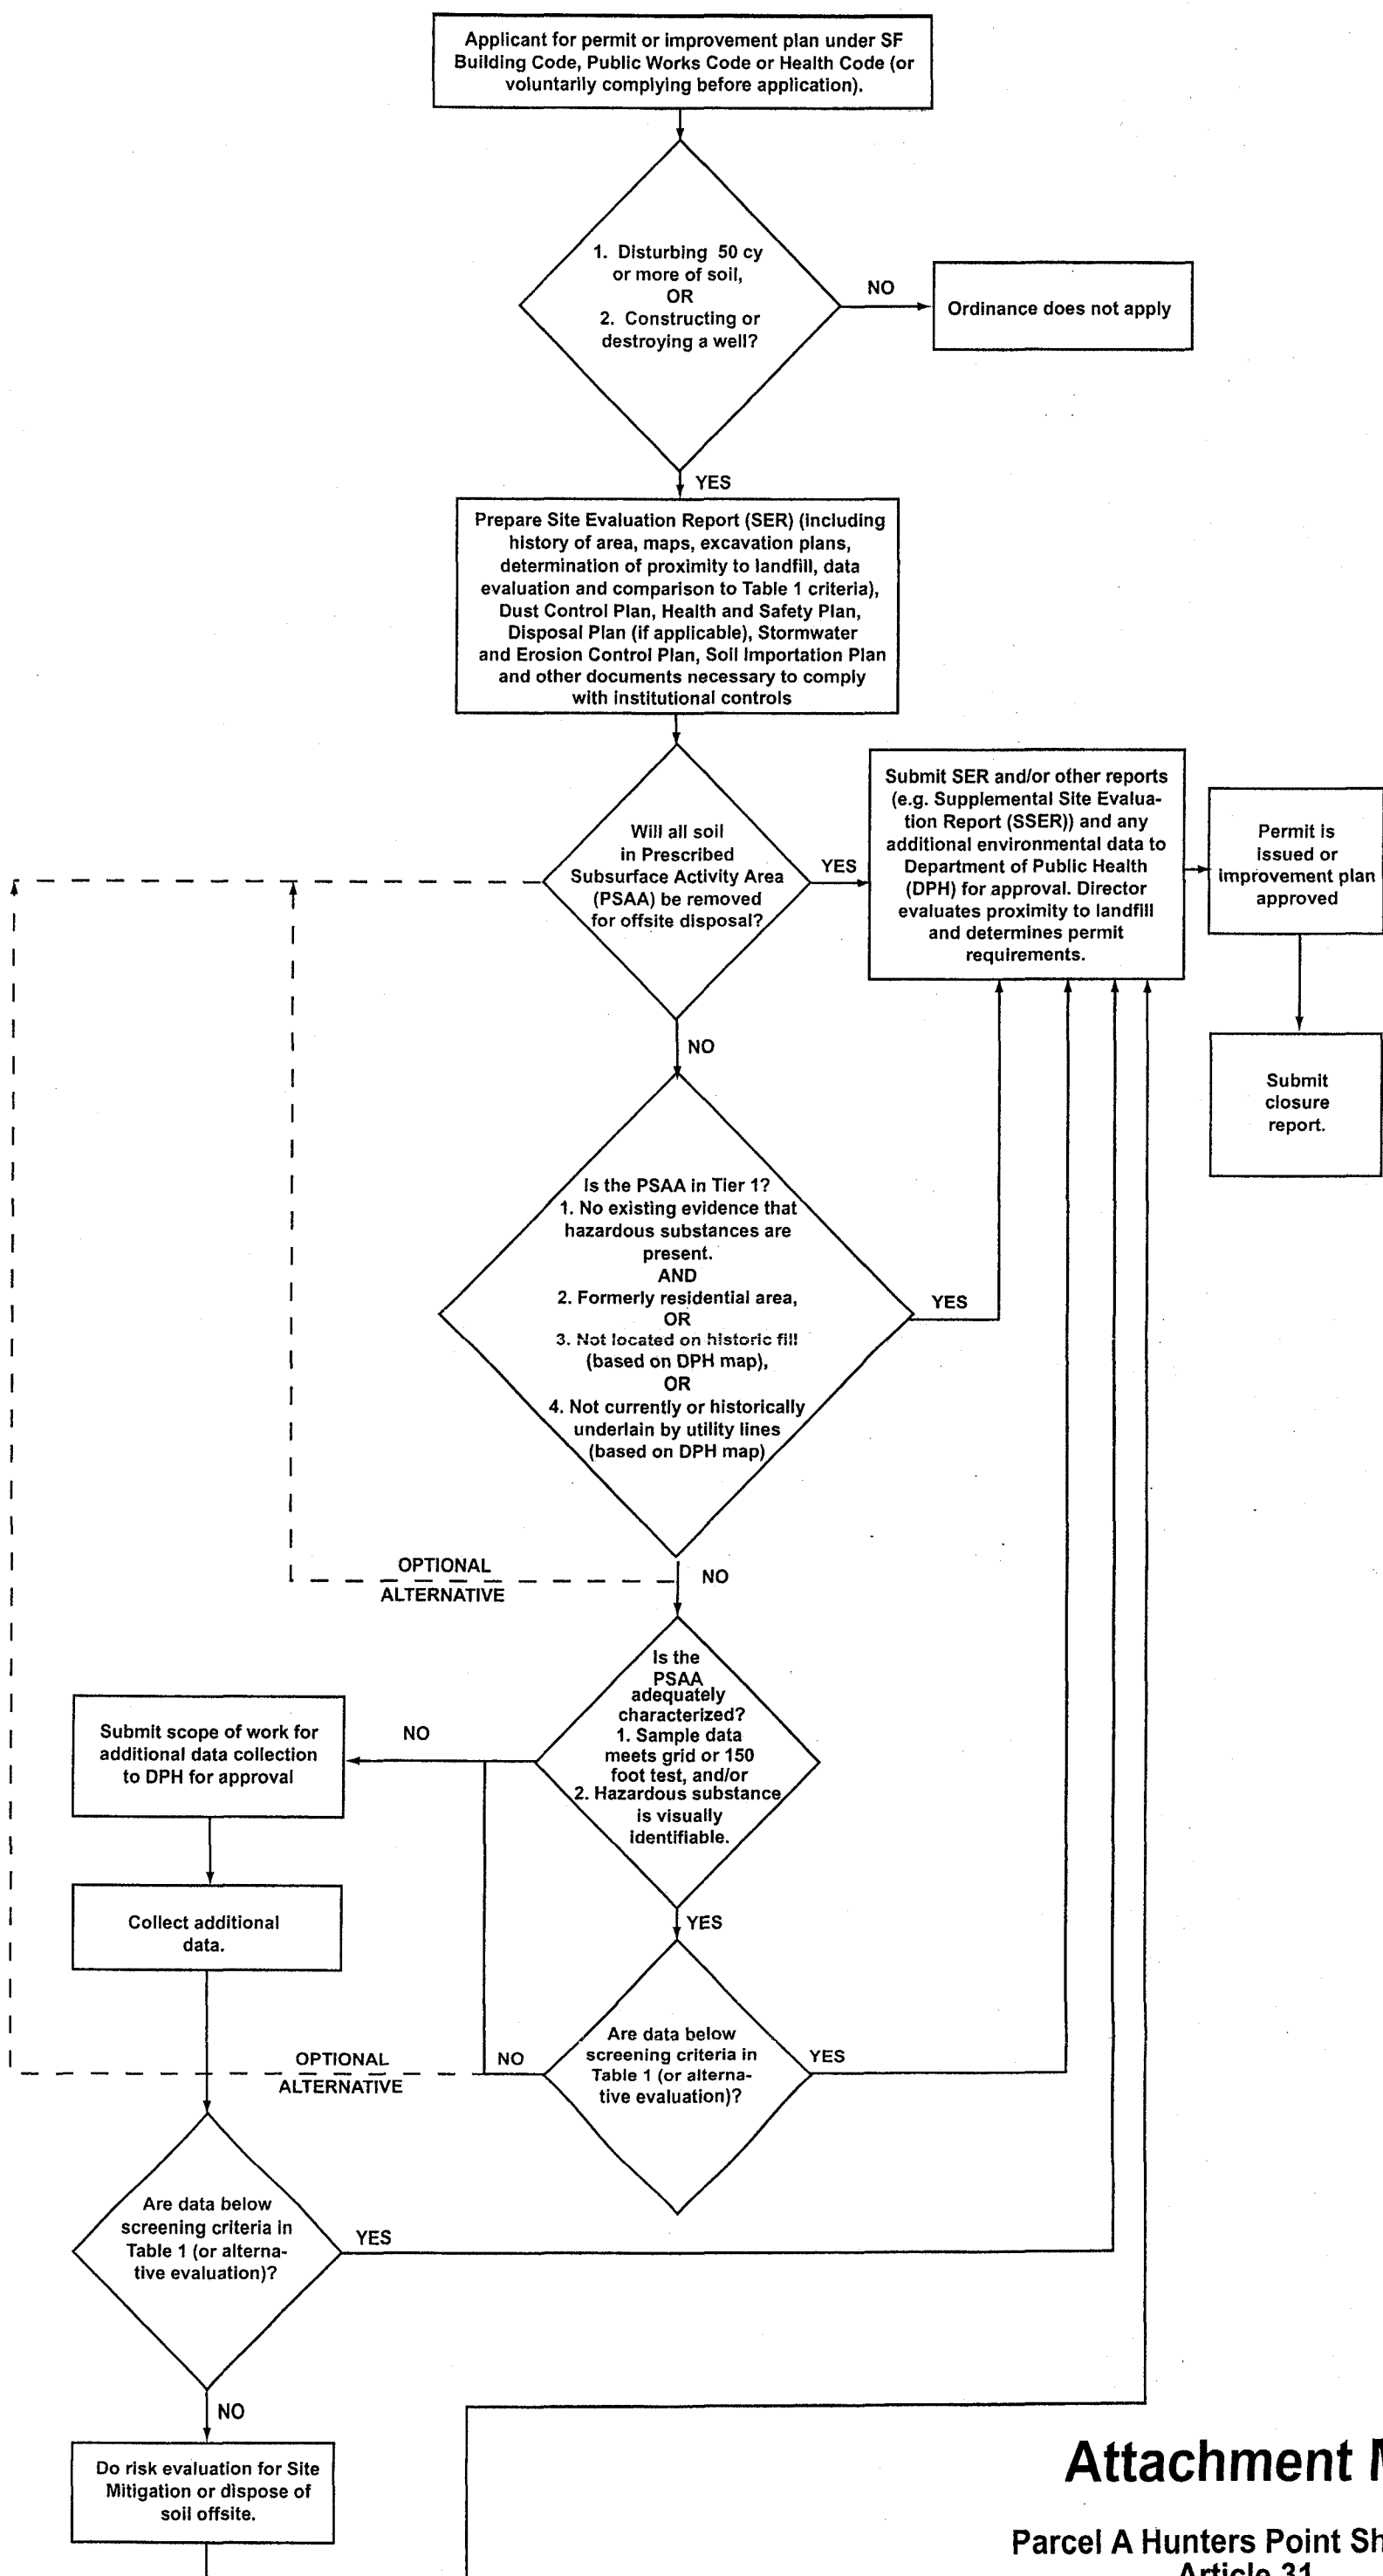 Applicant for permit or improvement plan under SF
Building Code, Public Works Code or Health Code (or
voluntarily complying before application).
1. Disturbing 50 cy
or more of soil,
OR
2. Constructing or
destroying a well?
NO
Ordinance does not apply
YES
Prepare Site Evaluation Report (SER) (including
history of area, maps, excavation plans,
determination of proximity to landfill, data
evaluation and comparison to Table 1 criteria),
Dust Control Plan, Health and Safety Plan,
Disposal Plan (if applicable), Stormwater
and Erosion Control Plan, Soil Importation Plan
and other documents necessary to comply
with institutional controls
Will all soil
in Prescribed
Subsurface Activity Area
(PSAA) be removed
for offsite disposal?
YES
Submit SER and/or other reports
(e.g. Supplemental Site Evalua-
tion Report (SSER)) and any
additional environmental data to
Department of Public Health
(DPH) for approval. Director
evaluates proximity to landfill
and determines permit
requirements.
Permit is
issued or
improvement plan
approved
Submit
closure
report.
NO
Is the PSAA in Tier 1?
1. No existing evidence that
hazardous substances are
present.
AND
2. Formerly residential area,
OR
3. Not located on historic fill
(based on DPH map),
OR
4. Not currently or historically
underlain by utility lines
(based on DPH map)
YES
OPTIONAL
ALTERNATIVE
NO
Is the
PSAA
adequately
characterized?
1. Sample data
meets grid or 150
foot test, and/or
2. Hazardous substance
is visually
identifiable.
NO
Submit scope of work for
additional data collection
to DPH for approval
Collect additional
data.
YES
Are data below
screening criteria in
Table 1 (or alterna-
tive evaluation)?
YES
NO
OPTIONAL
ALTERNATIVE
Are data below
screening criteria in
Table 1 (or alterna-
tive evaluation)?
YES
NO
Do risk evaluation for Site
Mitigation or dispose of
soil offsite.
Attachment
Parcel A Hunters Point Sh
Article 31